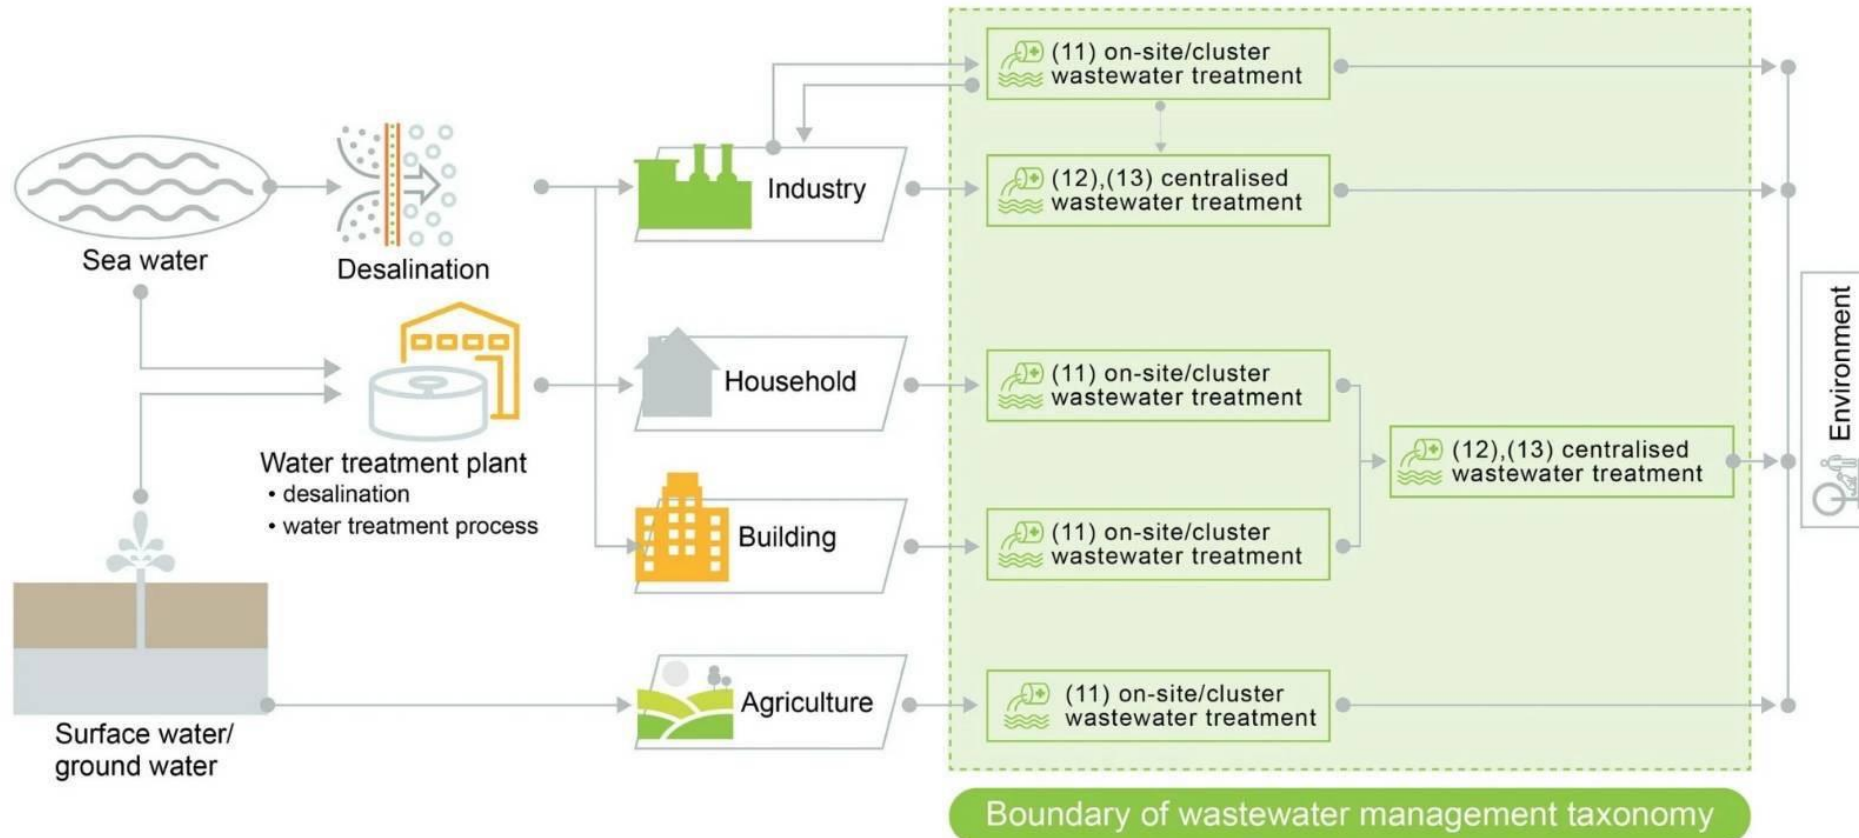 (11) on-site/cluster
wastewater treatment
(12),(13) centralised
wastewater treatment
Industry
Sea water
Desalination
Household
(11) on-site/cluster
wastewater treatment
Environment
(12),(13) centralised
wastewater treatment
Water treatment plant
• desalination
• water treatment process
Building
(11) on-site/cluster
wastewater treatment
Agriculture
(11) on-site/cluster
wastewater treatment
Surface water/
ground water
Boundary of wastewater management taxonomy